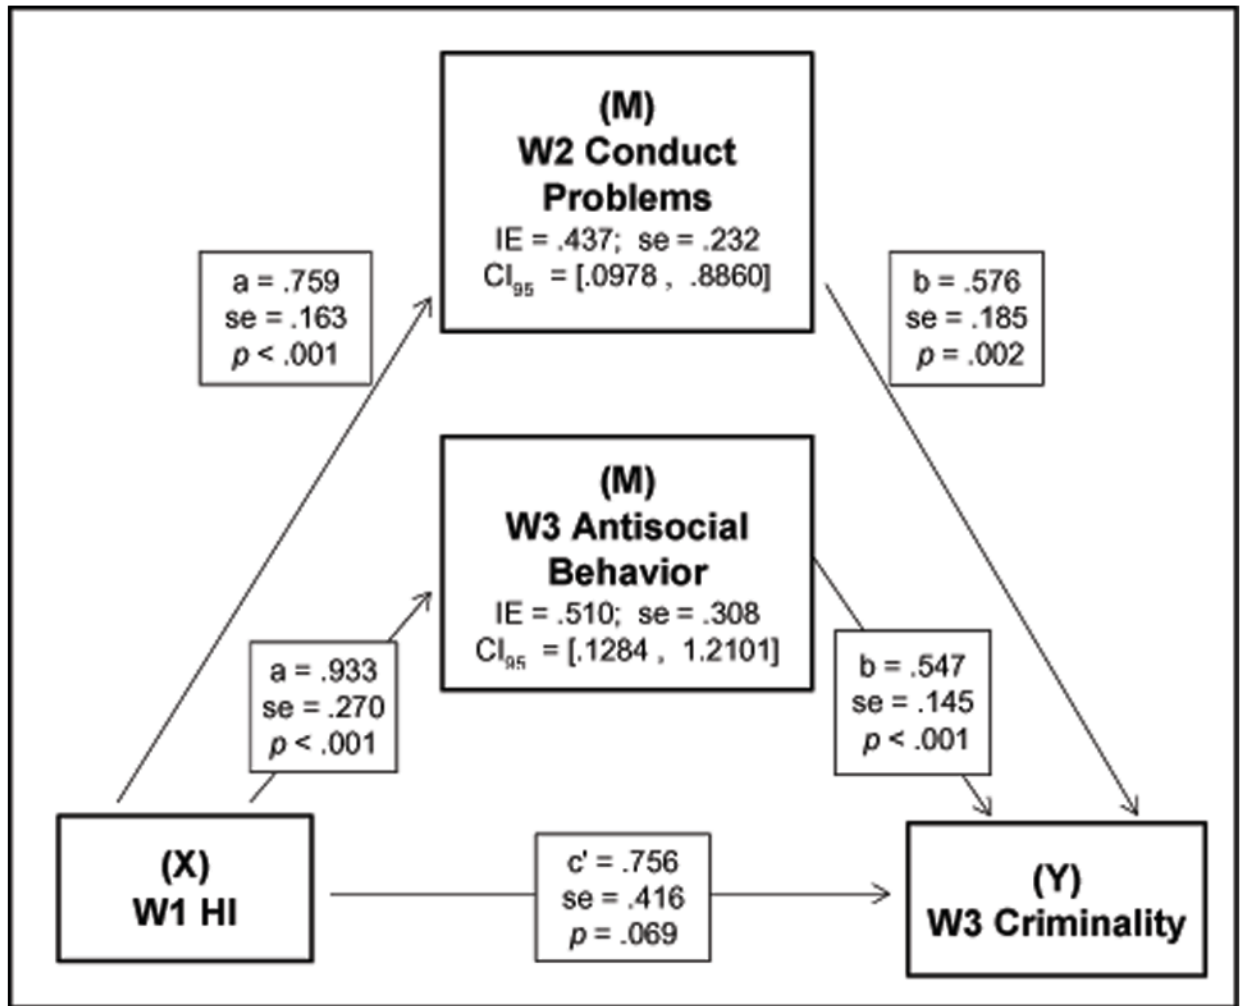 (M)
W2 Conduct
Problems
IE = .437; se = .232
CI95 = [.0978 , .8860]
a = .759
se = .163
p < .001
b = .576
se = .185
p = .002
(M)
W3 Antisocial
Behavior
IE = .510; se = .308
CI95 = [.1284 , 1.2101]
a = .933
se = .270
p < .001
b = .547
se = .145
p < .001
(X)
W1 HI
c' = .756
se = .416
p = .069
(Y)
W3 Criminality